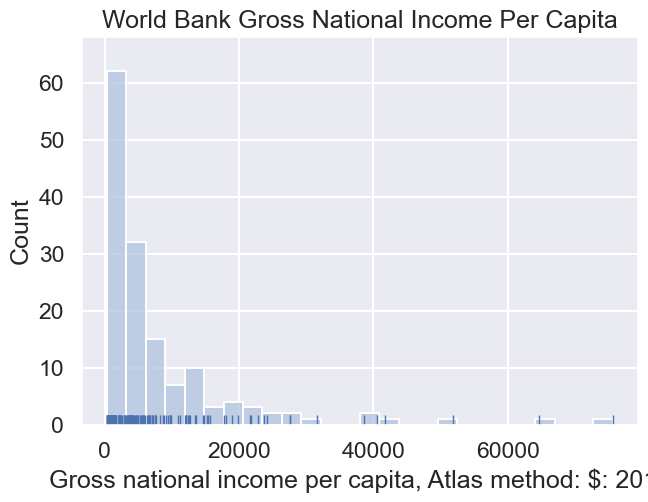 World Bank Gross National Income Per Capita
60
50
40
30
20
10
0
Count
0 20000 40000 60000
Gross national income per capita, Atlas method: $: 201